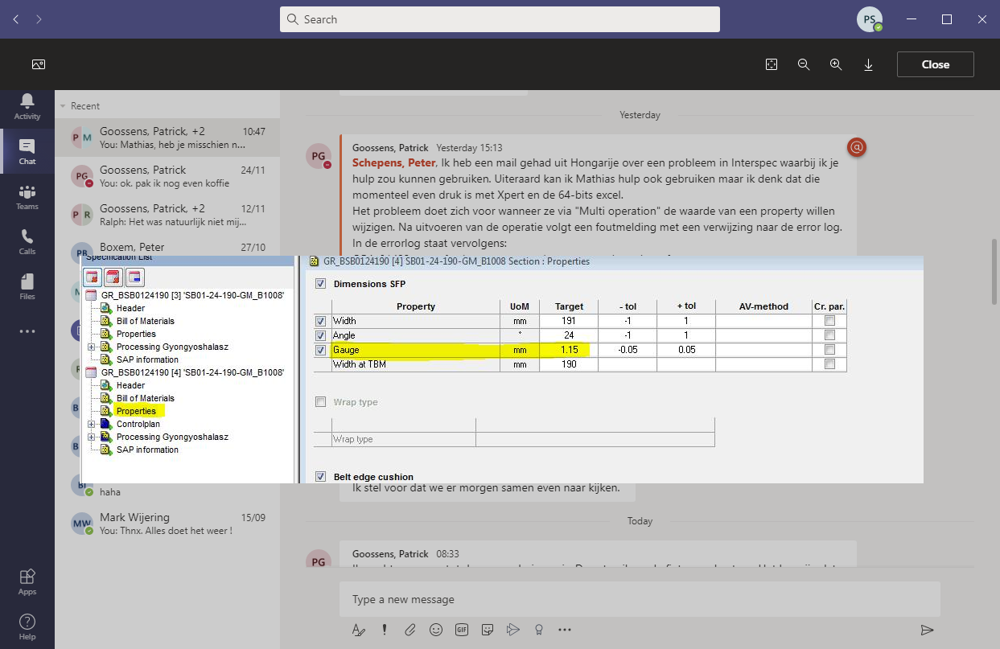 Search
PS
Close
Activity
Chat
Teams
Calls
Files
Apps
Help
Recent
P M
Goossens, Patrick, +2 10:47
You: Mathias, heb je misschien n...
PG
Goossens, Patrick 24/11
You: ok. pak ik nog even koffie
P R
Goossens, Patrick, +2 12/11
Ralph: Het was natuurlijk niet mij...
PB
Boxem, Peter 27/10
haha
MW
Mark Wijering 15/09
You: Thnx. Alles doet het weer !
Yesterday
PG
Goossens, Patrick Yesterday 15:13
@
Schepens, Peter, Ik heb een mail gehad uit Hongarije over een probleem in Interspec waarbij ik je
hulp zou kunnen gebruiken. Uiteraard kan ik Mathias hulp ook gebruiken maar ik denk dat die
momenteel even druk is met Xpert en de 64-bits excel.
Het probleem doet zich voor wanneer ze via "Multi operation" de waarde van een property willen
wijzigen. Na uitvoeren van de operatie volgt een foutmelding met een verwijzing naar de error log.
In de errorlog staat vervolgens:
Specification List
GR_BSB0124190 [3] 'SB01-24-190-GM_B1008'
Header
Bill of Materials
Properties
Processing Gyongyoshalasz
SAP information
GR_BSB0124190 [4] 'SB01-24-190-GM_B1008'
Header
Bill of Materials
Properties
Controlplan
Processing Gyongyoshalasz
SAP information
GR_BSB0124190 [4] SB01-24-190-GM_B1008 Section : Properties
Dimensions SFP
Property UoM Target - tol + tol AV-method Cr. par.
Width mm 191 -1 1
Angle ° 24 -1 1
Gauge mm 1.15 -0.05 0.05
Width at TBM mm 190
Wrap type
Wrap type
Belt edge cushion
Ik stel voor dat we er morgen samen even naar kijken.
Today
PG
Goossens, Patrick 08:33
Type a new message
GIF